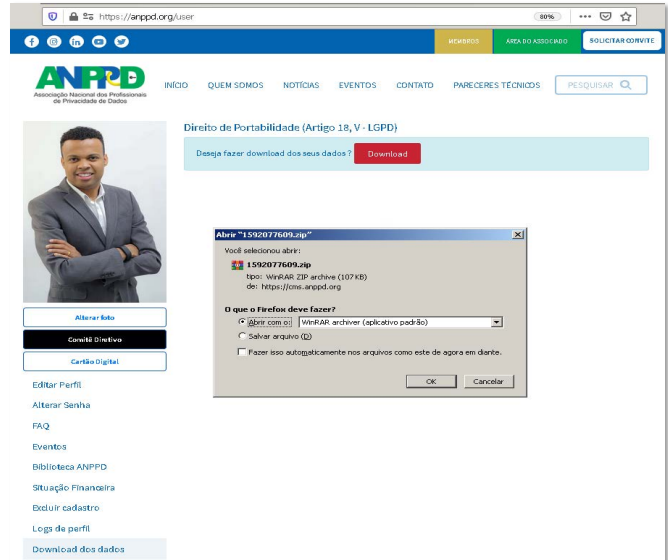 https://anppd.org/user
80%
MEMBROS
ÁREA DO ASSOCIADO
SOLICITAR CONVITE
ANPPD
Associação Nacional dos Profissionais
de Privacidade de Dados
INÍCIO QUEM SOMOS NOTÍCIAS EVENTOS CONTATO PARECERES TÉCNICOS PESQUISAR
Direito de Portabilidade (Artigo 18, V - LGPD)
Deseja fazer download dos seus dados ? Download
Abrir "1592077609.zip"
Você selecionou abrir:
1592077609.zip
tipo: WinRAR ZIP archive (107 KB)
de: https://cms.anppd.org
O que o Firefox deve fazer?
Abrir com o: WinRAR archiver (aplicativo padrão)
Salvar arquivo (D)
Fazer isso automaticamente nos arquivos como este de agora em diante.
OK Cancelar
Alterar foto
Comitê Diretivo
Cartão Digital
Editar Perfil
Alterar Senha
FAQ
Eventos
Biblioteca ANPPD
Situação Financeira
Excluir cadastro
Logs de perfil
Download dos dados